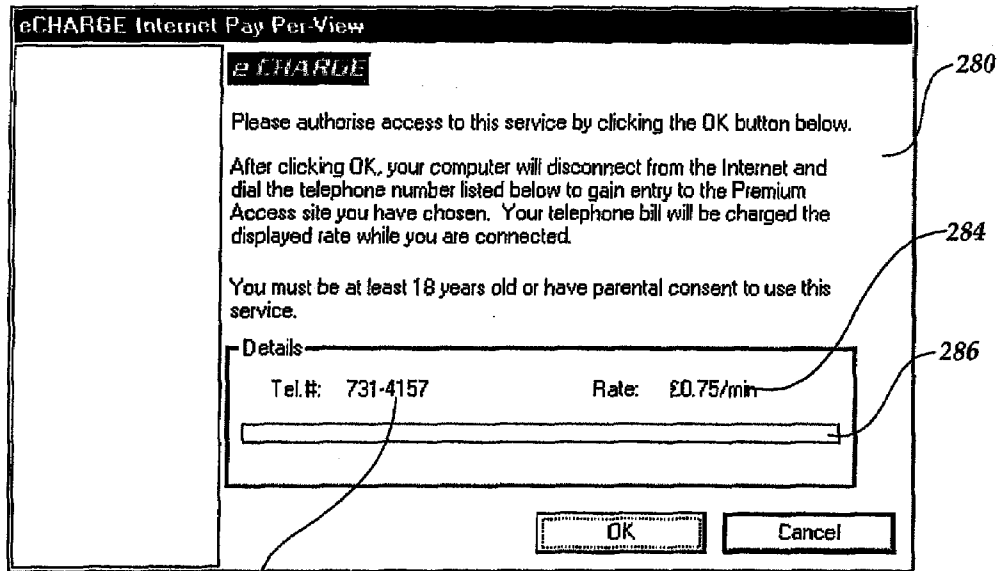 eCHARGE Internet Pay Per-View
e CHARGE
280
Please authorise access to this service by clicking the OK button below.
After clicking OK, your computer will disconnect from the Internet and
dial the telephone number listed below to gain entry to the Premium
Access site you have chosen. Your telephone bill will be charged the
displayed rate while you are connected.
284
You must be at least 18 years old or have parental consent to use this
service.
Details
286
Tel.#: 731-4157 Rate: £0.75/min
OK Cancel